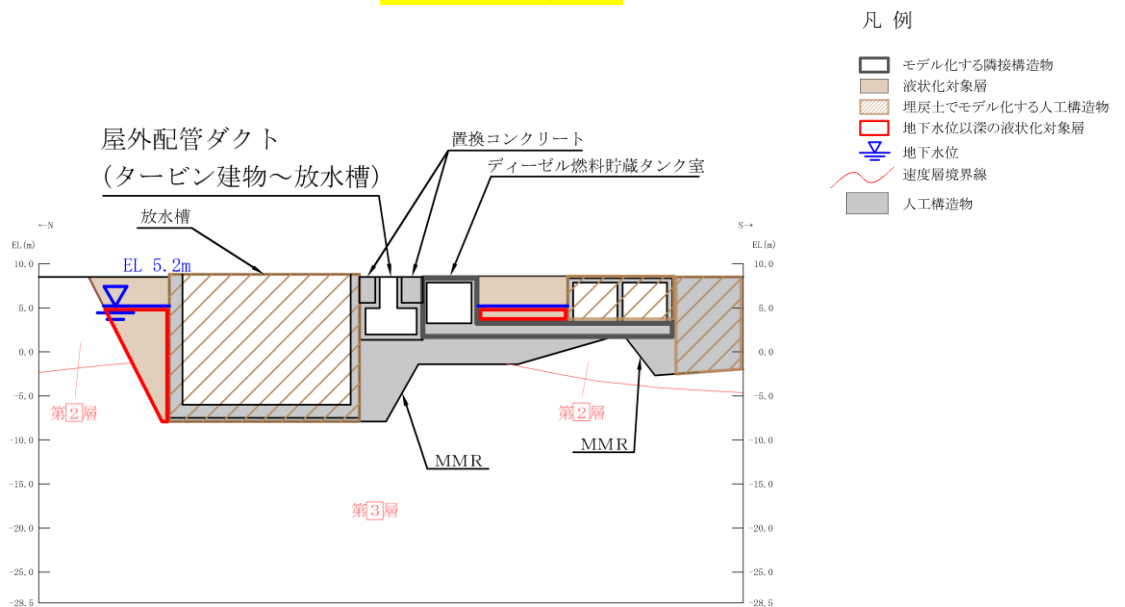 凡 例
モデル化する隣接構造物
液状化対象層
埋戻土でモデル化する人工構造物
地下水位以深の液状化対象層
地下水位
速度層境界線
人工構造物
屋外配管ダクト
(タービン建物~放水槽)
置換コンクリート
ディーゼル燃料貯蔵タンク室
放水槽
←N
S→
EL(m)
EL(m)
EL 5.2m
10.0
10.0
5.0
5.0
0.0
0.0
-5.0
-5.0
第2層
第2層
-10.0
-10.0
MMR
MMR
-15.0
-15.0
第3層
-20.0
-20.0
-25.0
-25.0
-28.5
-28.5